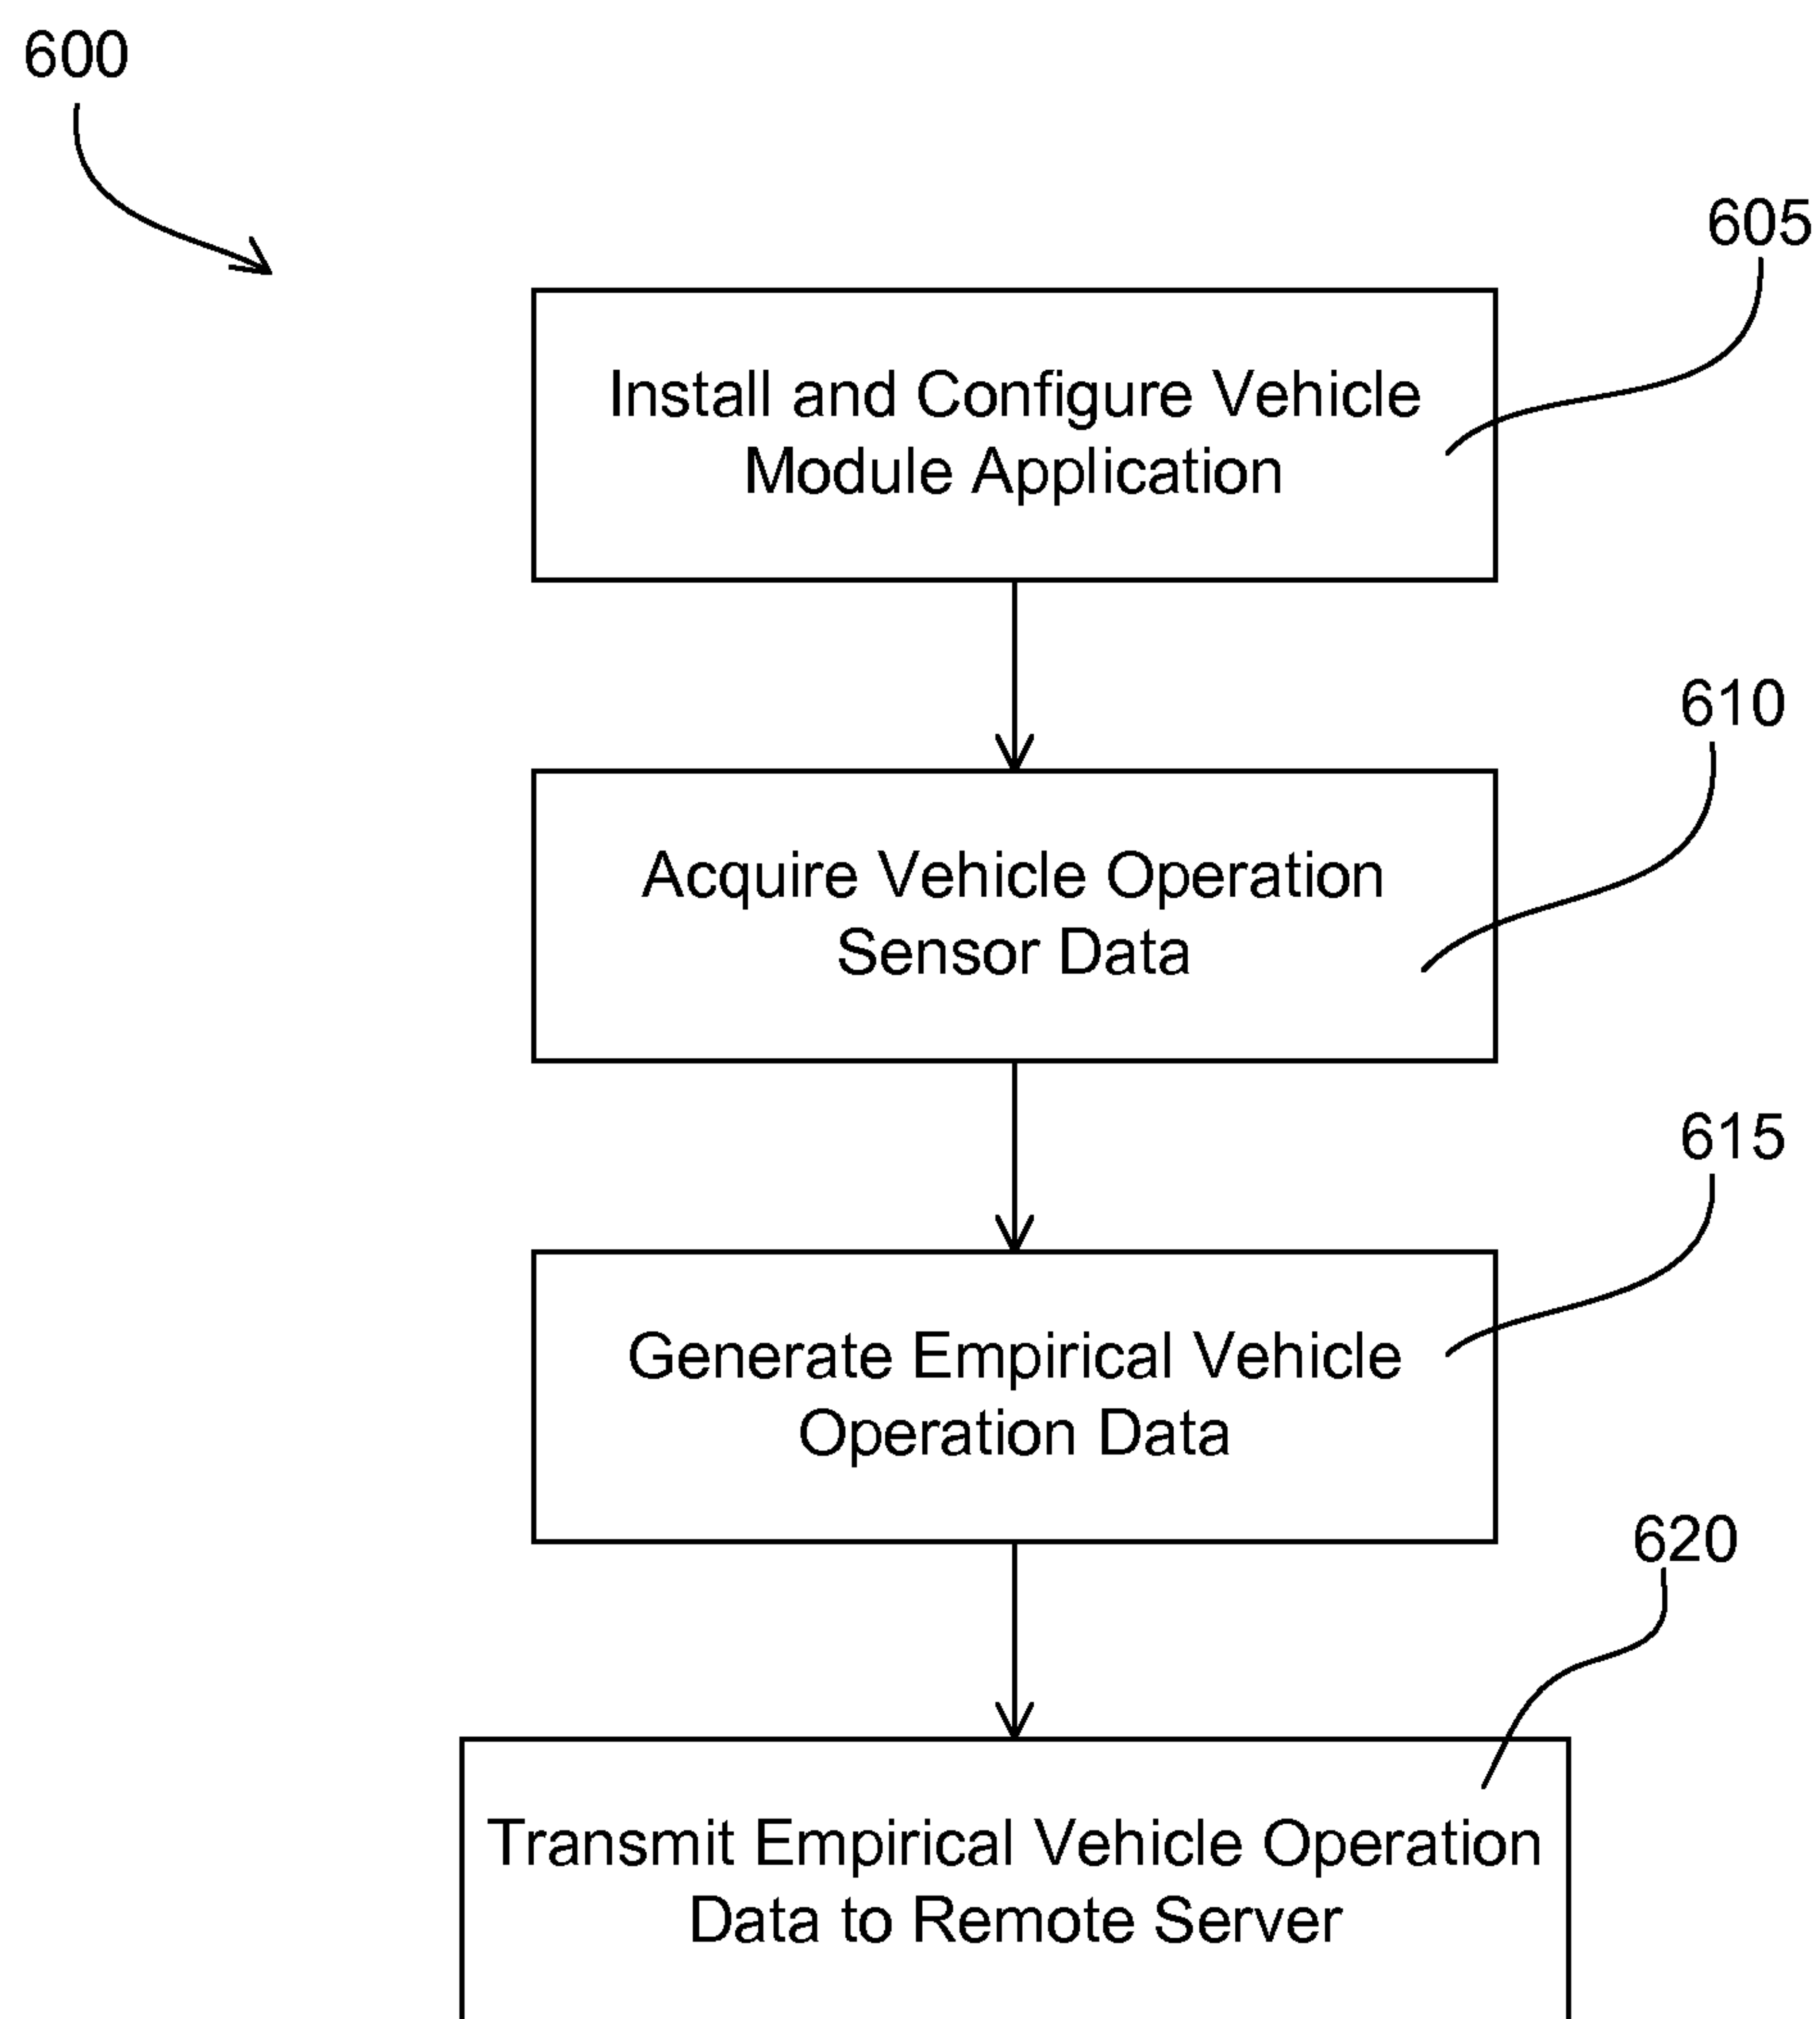 600
605
Install and Configure Vehicle
Module Application
610
Acquire Vehicle Operation
Sensor Data
615
Generate Empirical Vehicle
Operation Data
620
Transmit Empirical Vehicle Operation
Data to Remote Server